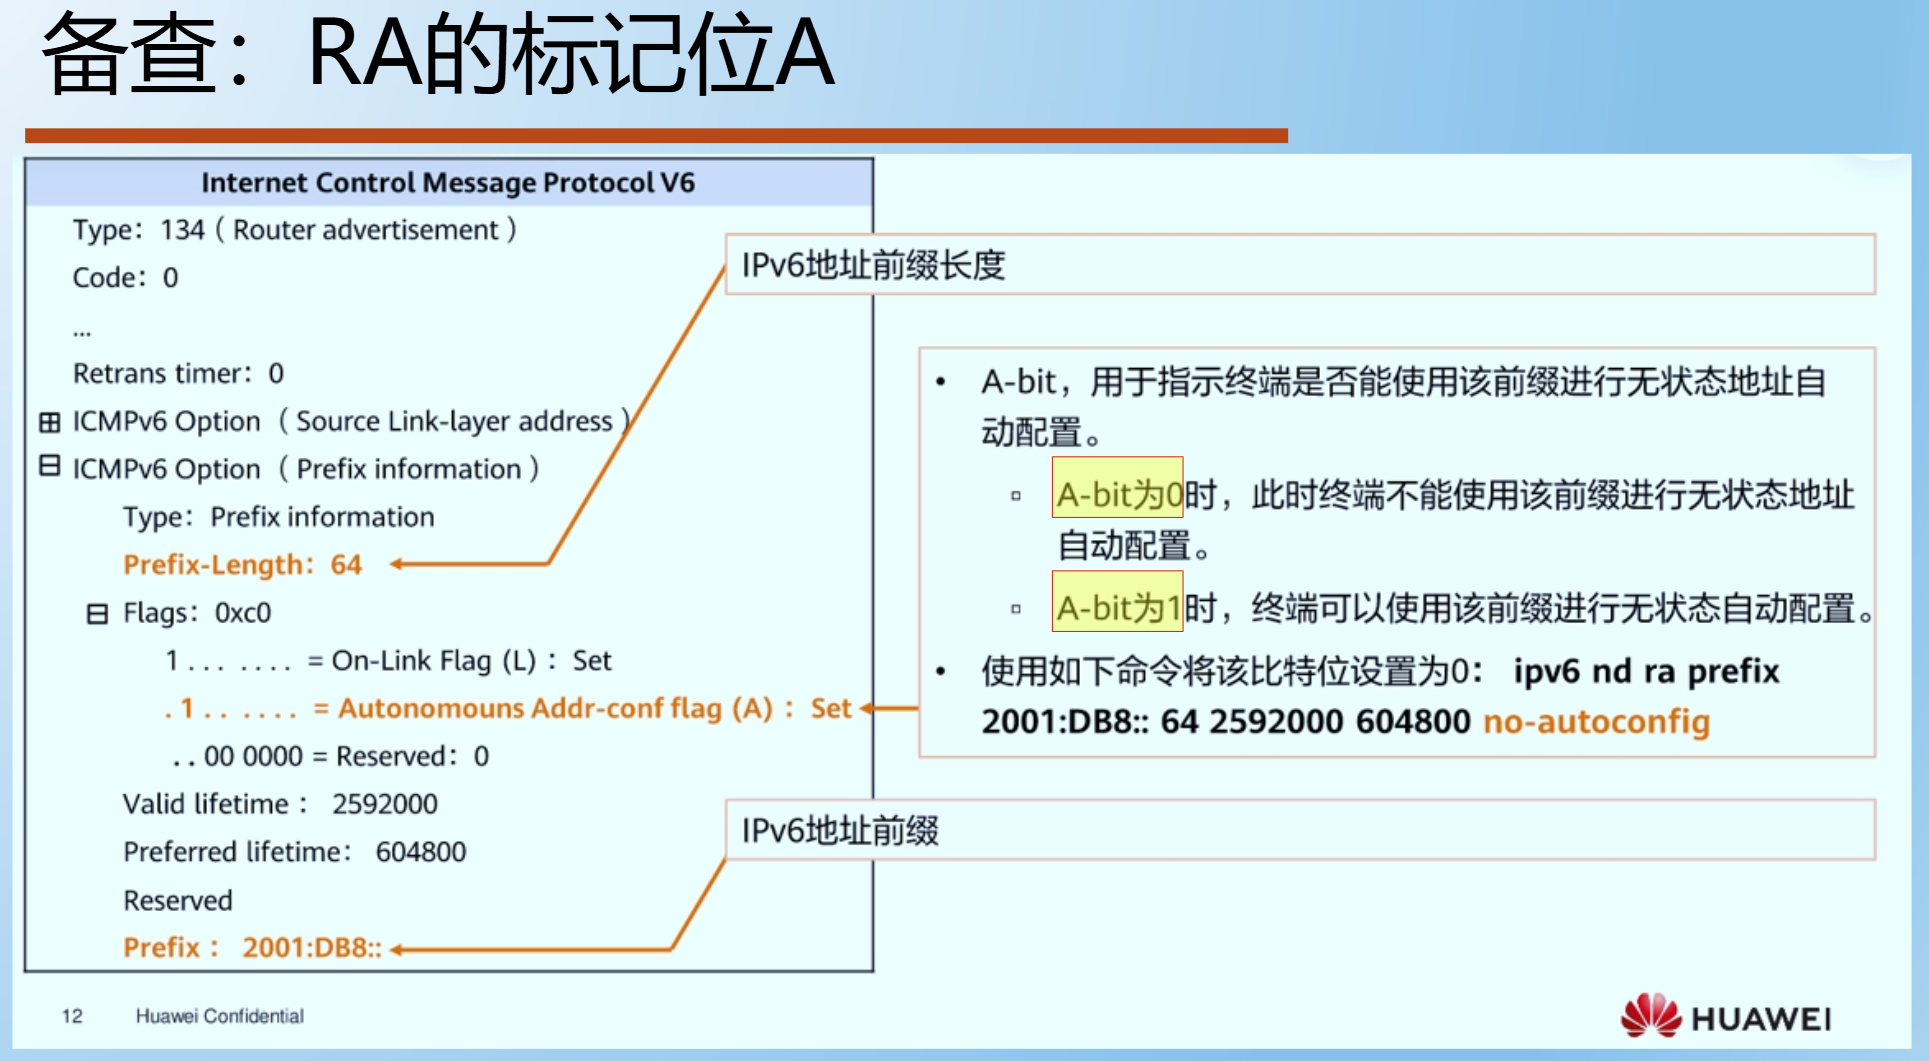 备查：RA的标记位A
Internet Control Message Protocol V6
Type：134（Router advertisement）
Code：0
...
Retrans timer：0
ICMPv6 Option （Source Link-layer address）
ICMPv6 Option （Prefix information）
Type：Prefix information
Prefix-Length：64
Flags：0xc0
1... .... = On-Link Flag (L)： Set
.1.. .... = Autonomouns Addr-conf flag (A)： Set
..00 0000 = Reserved：0
Valid lifetime： 2592000
Preferred lifetime： 604800
Reserved
Prefix： 2001:DB8::
IPv6地址前缀长度
• A-bit，用于指示终端是否能使用该前缀进行无状态地址自
动配置。
▫ A-bit为0时，此时终端不能使用该前缀进行无状态地址
自动配置。
▫ A-bit为1时，终端可以使用该前缀进行无状态自动配置。
• 使用如下命令将该比特位设置为0： ipv6 nd ra prefix
2001:DB8:: 64 2592000 604800 no-autoconfig
IPv6地址前缀
12 Huawei Confidential
HUAWEI